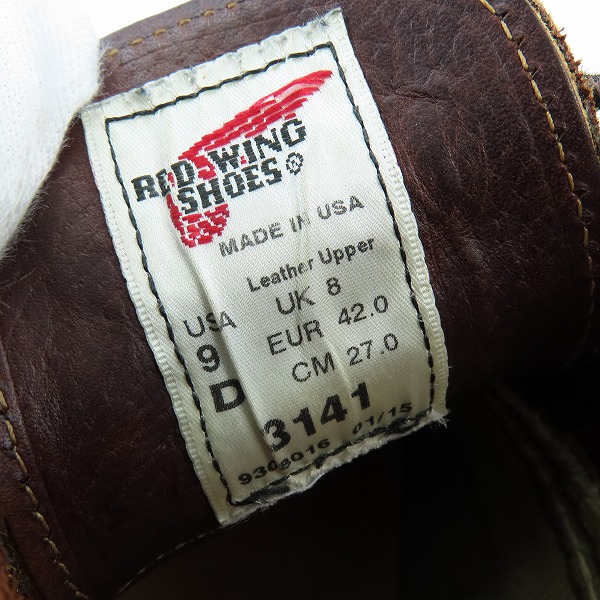 RED WING
SHOES®
MADE IN USA
Leather Upper
USA UK 8
9 EUR 42.0
D CM 27.0
3141
01/15